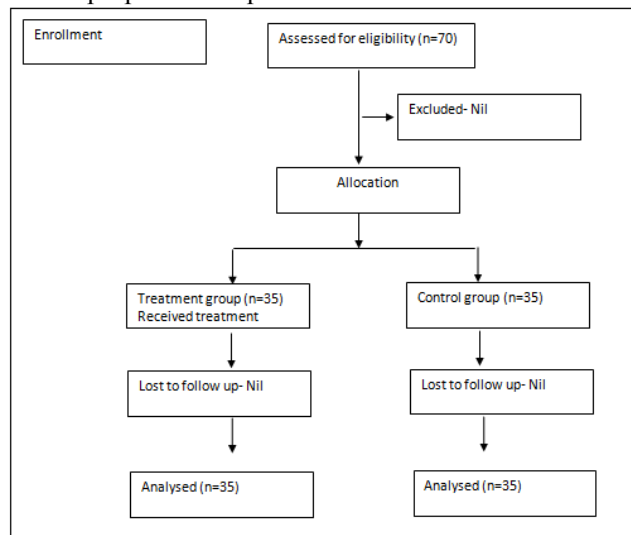 Enrollment
Assessed for eligibility (n=70)
Excluded- Nil
Allocation
Treatment group (n=35)
Received treatment
Control group (n=35)
Lost to follow up- Nil
Lost to follow up- Nil
Analysed (n=35)
Analysed (n=35)